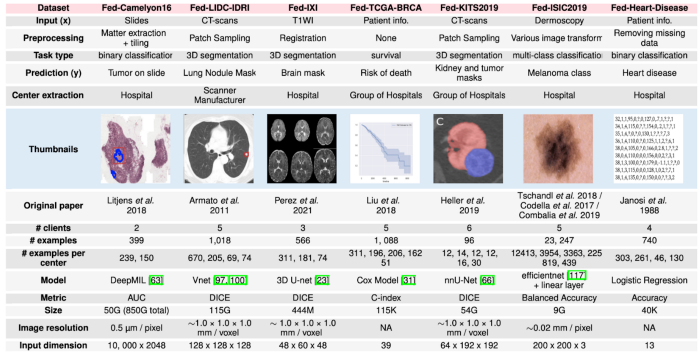 Dataset Fed-Camelyon16 Fed-LIDC-IDRI Fed-IXI Fed-TCGA-BRCA Fed-KITS2019 Fed-ISIC2019 Fed-Heart-Disease
Input (x) Slides CT-scans T1WI Patient info. CT-scans Dermoscopy Patient info.
Preprocessing Matter extraction + tiling Patch Sampling Registration None Patch Sampling Various image transform Removing missing data
Task type binary classification 3D segmentation 3D segmentation survival 3D segmentation multi-class classificatio binary classification
Prediction (y) Tumor on slide Lung Nodule Mask Brain mask Risk of death Kidney and tumor masks Melanoma class Heart disease
Center extraction Hospital Scanner Manufacturer Hospital Group of Hospitals Group of Hospitals Hospital Hospital
Thumbnails
C
Original paper Litjens et al. 2018 Armato et al. 2011 Perez et al. 2021 Liu et al. 2018 Heller et al. 2019 Tschandl et al. 2018 / Codella et al. 2017 / Combalia et al. 2019 Janosi et al. 1988
# clients 2 5 3 5 6 5 4
# examples 399 1,018 566 1,088 96 23,247 740
# examples per center 239, 150 670, 205, 69, 74 311, 181, 74 311, 196, 206, 162 51 12, 14, 12, 12, 16, 30 12413, 3954, 3363, 225 819, 439 303, 261, 46, 130
Model DeepMIL [63] Vnet [97, 100] 3D U-net [23] Cox Model [31] nnU-Net [66] efficientnet [117] + linear layer Logistic Regression
Metric AUC DICE DICE C-index DICE Balanced Accuracy Accuracy
Size 50G (850G total) 115G 444M 115K 54G 9G 40K
Image resolution 0.5 μm / pixel ~1.0 × 1.0 × 1.0 mm / voxel ~ 1.0 × 1.0 × 1.0 mm / voxel NA ~1.0 × 1.0 × 1.0 mm / voxel ~0.02 mm / pixel NA
Input dimension 10, 000 x 2048 128 x 128 x 128 48 x 60 x 48 39 64 x 192 x 192 200 x 200 x 3 13